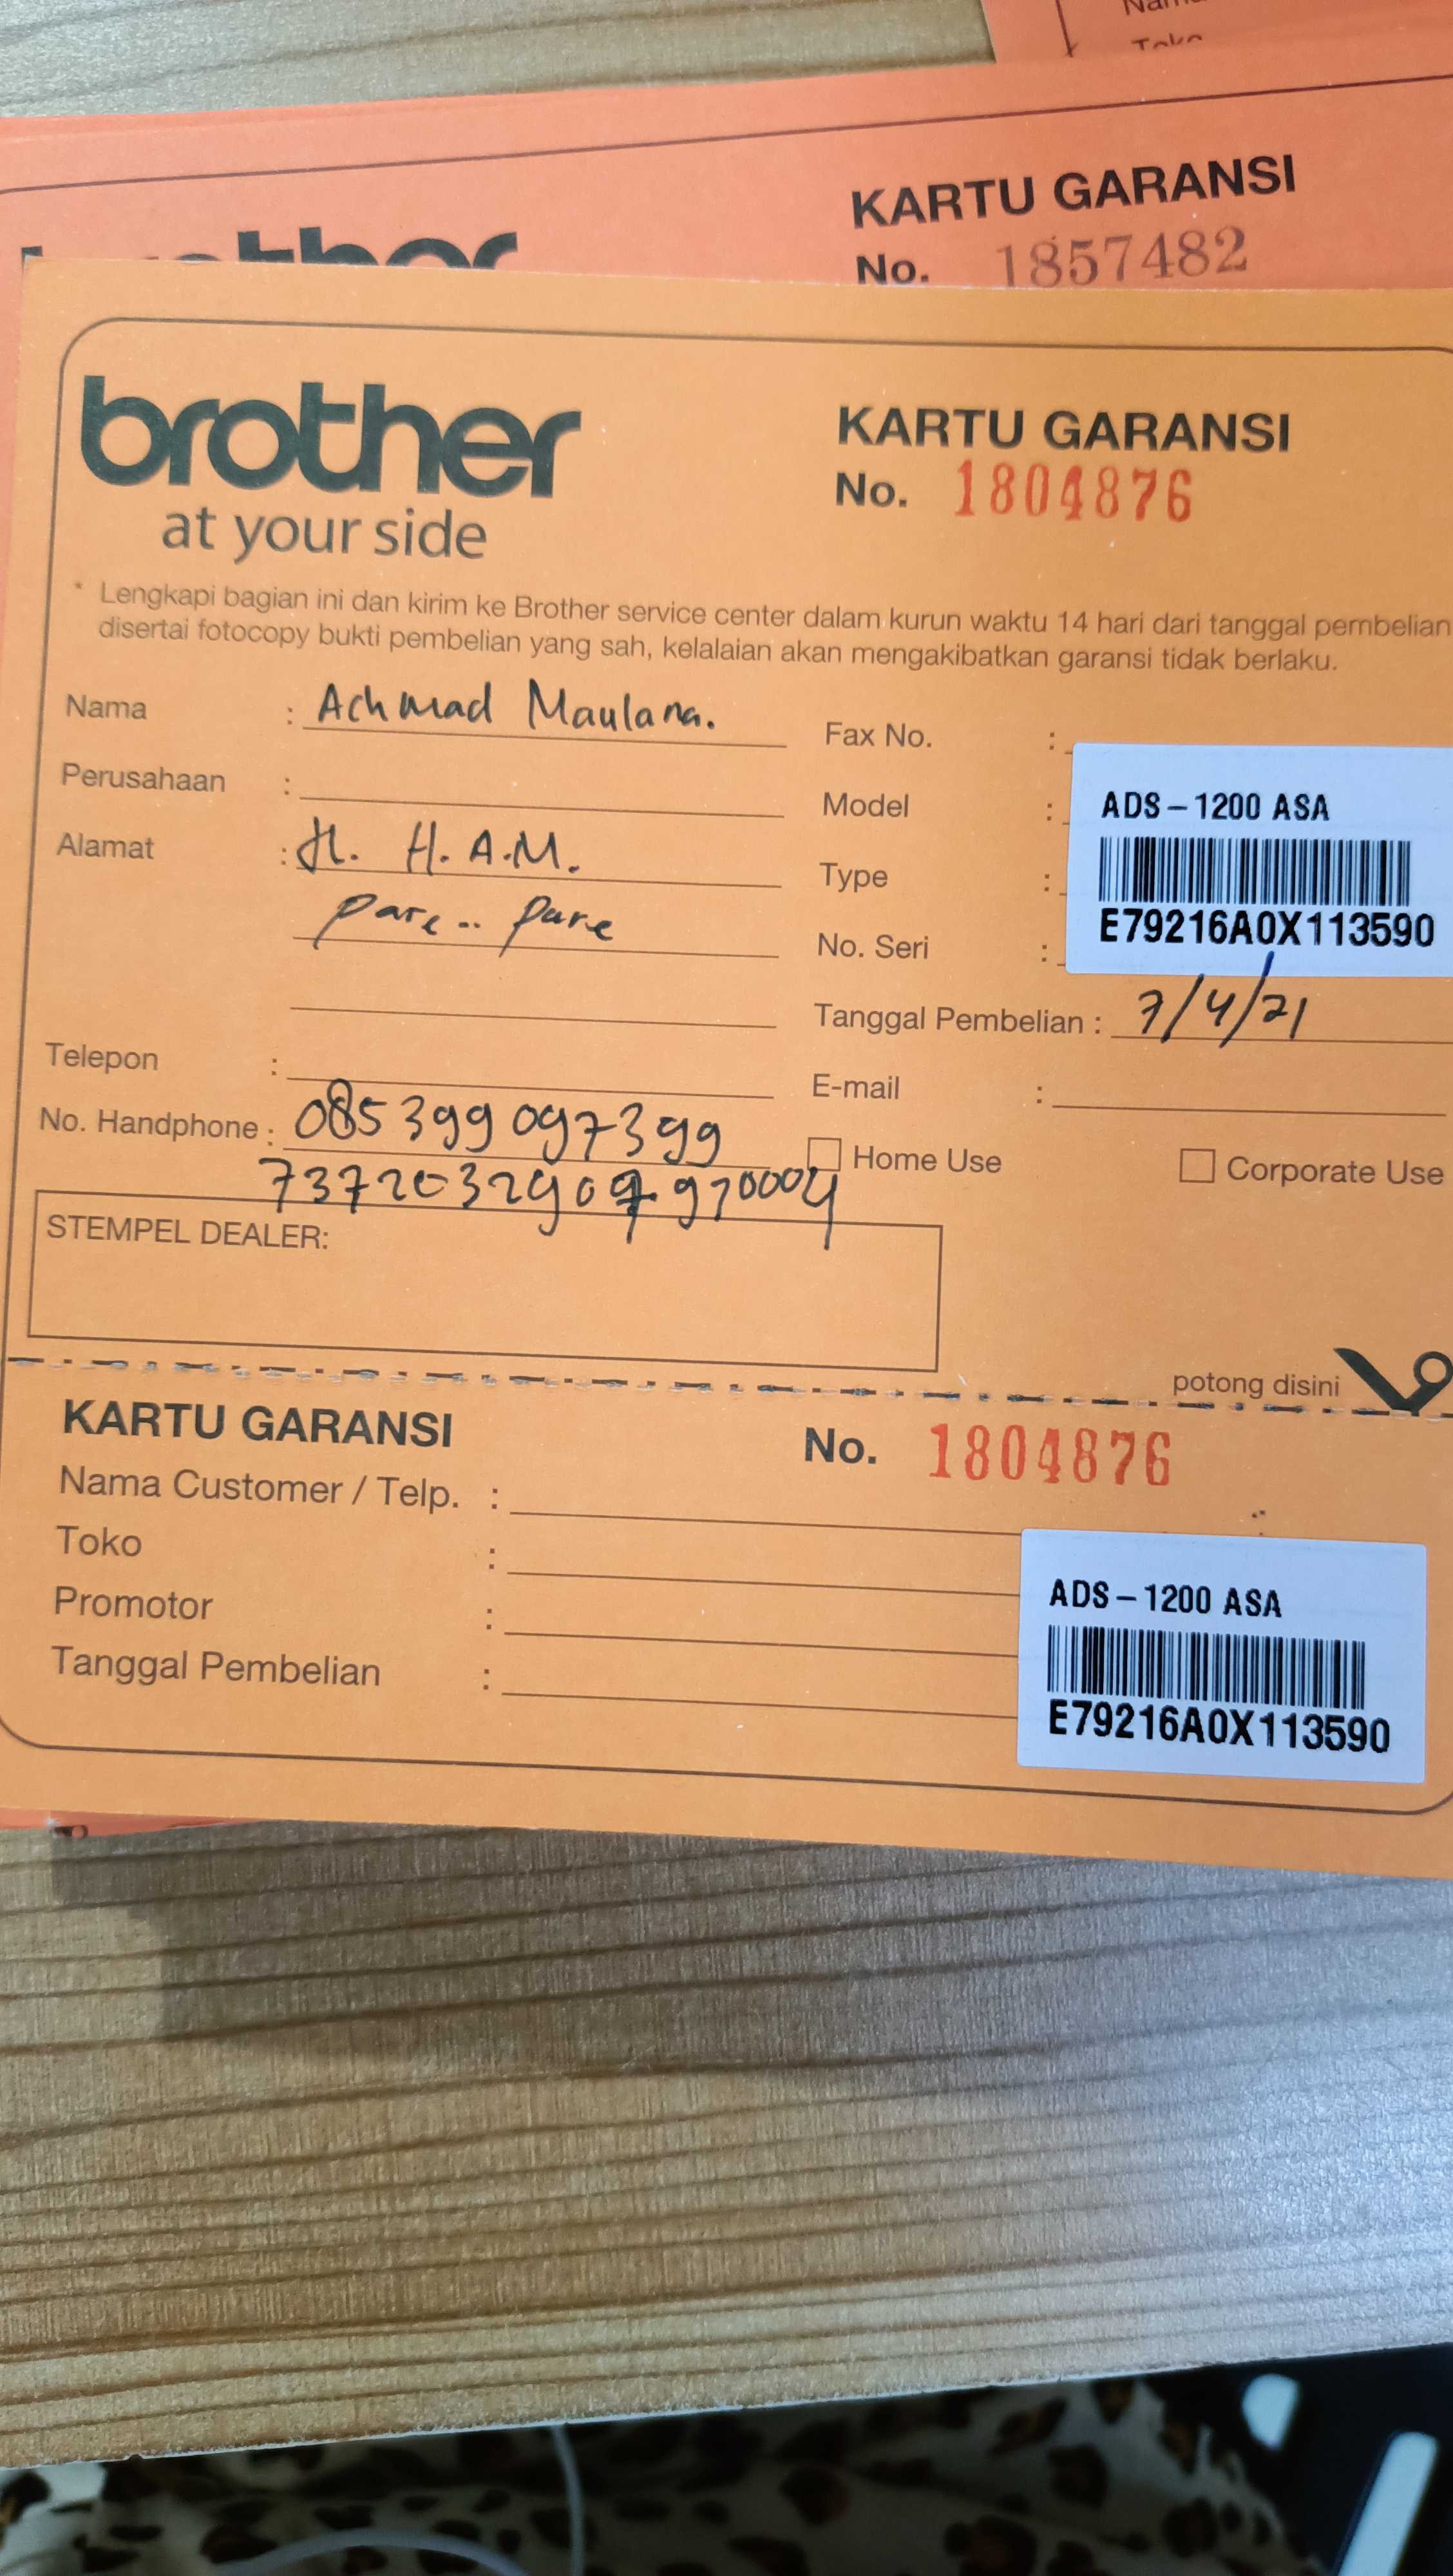 Nama
Toko
KARTU GARANSI
No. 1857482
brother
brother
at your side
KARTU GARANSI
No. 1804876
* Lengkapi bagian ini dan kirim ke Brother service center dalam kurun waktu 14 hari dari tanggal pembelian
disertai fotocopy bukti pembelian yang sah, kelalaian akan mengakibatkan garansi tidak berlaku.
Nama : Achmad Maulana.
Perusahaan :
Alamat : Jl. H. A.M.
Pare-Pare
Telepon :
No. Handphone : 085399097399
STEMPEL DEALER:
Fax No. :
Model :
Type :
No. Seri :
ADS-1200 ASA
E79216A0X113590
Tanggal Pembelian : 7/4/21
E-mail :
Home Use
Corporate Use
potong disini
KARTU GARANSI
No. 1804876
Nama Customer / Telp. :
Toko :
Promotor :
Tanggal Pembelian :
ADS-1200 ASA
E79216A0X113590